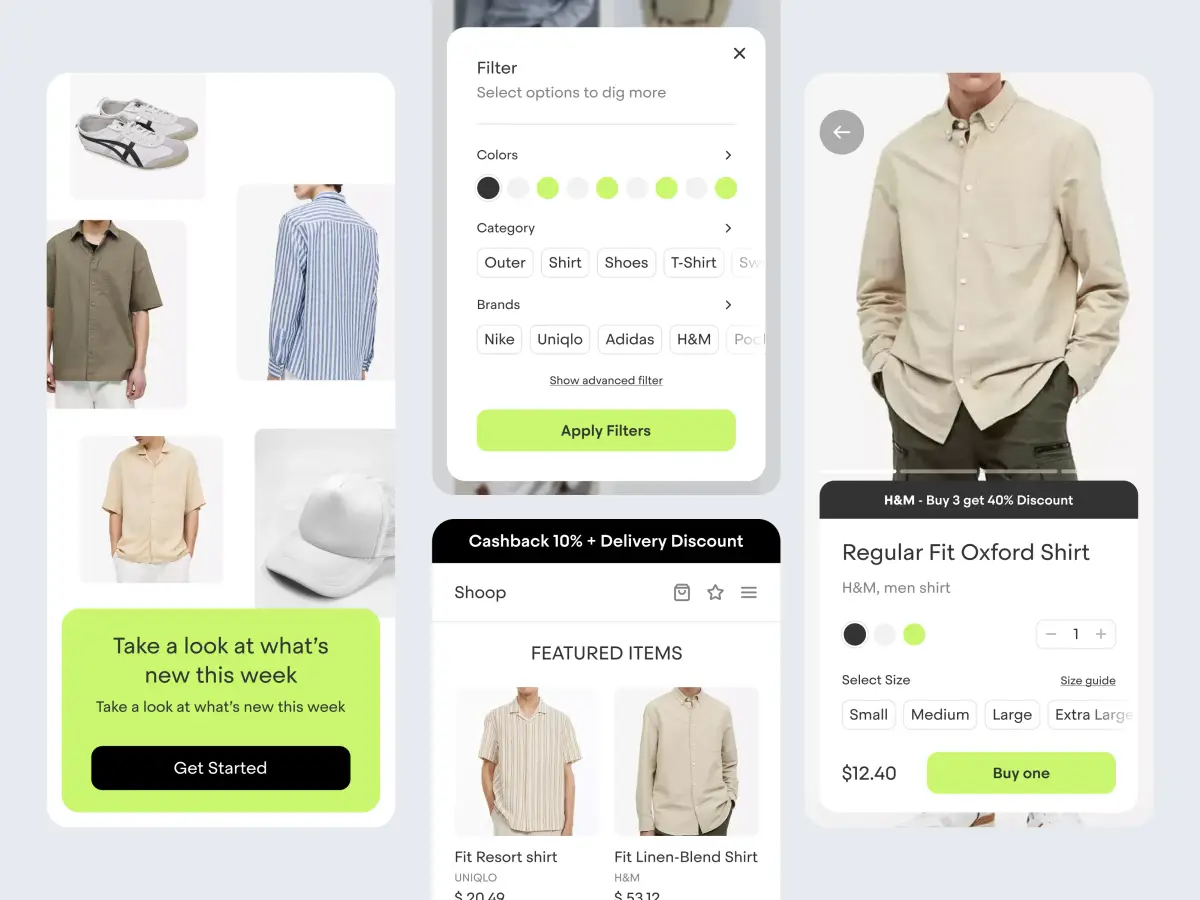 Take a look at what's
new this week
Take a look at what's new this week
Get Started
Filter
Select options to dig more
Colors
Category
Outer Shirt Shoes T-Shirt
Brands
Nike Uniqlo Adidas H&M
Show advanced filter
Apply Filters
Cashback 10% + Delivery Discount
Shoop
FEATURED ITEMS
Fit Resort shirt
UNIQLO
$ 20.49
Fit Linen-Blend Shirt
H&M
$ 53.12
H&M - Buy 3 get 40% Discount
Regular Fit Oxford Shirt
H&M, men shirt
1
Select Size Size guide
Small Medium Large Extra Large
$12.40 Buy one